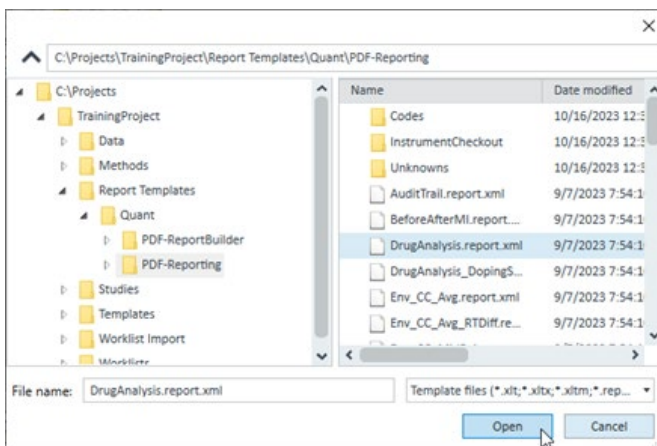 C:\Projects\TrainingProject\Report Templates\Quant\PDF-Reporting
C:\Projects
TrainingProject
Data
Methods
Report Templates
Quant
PDF-ReportBuilder
PDF-Reporting
Studies
Templates
Worklist Import
Worklists
Name Date modified
Codes 10/16/2023 12:3
InstrumentCheckout 10/16/2023 12:3
Unknowns 10/16/2023 12:3
AuditTrail.report.xml 9/7/2023 7:54:1
BeforeAfterMI.report.... 9/7/2023 7:54:1
DrugAnalysis.report.xml 9/7/2023 7:54:1
DrugAnalysis_DopingS... 9/7/2023 7:54:1
Env_CC_Avg.report.xml 9/7/2023 7:54:1
Env_CC_Avg_RTDiff.re... 9/7/2023 7:54:1
File name: DrugAnalysis.report.xml Template files (*.xlt;*.xltx;*.xltm;*.rep...
Open Cancel